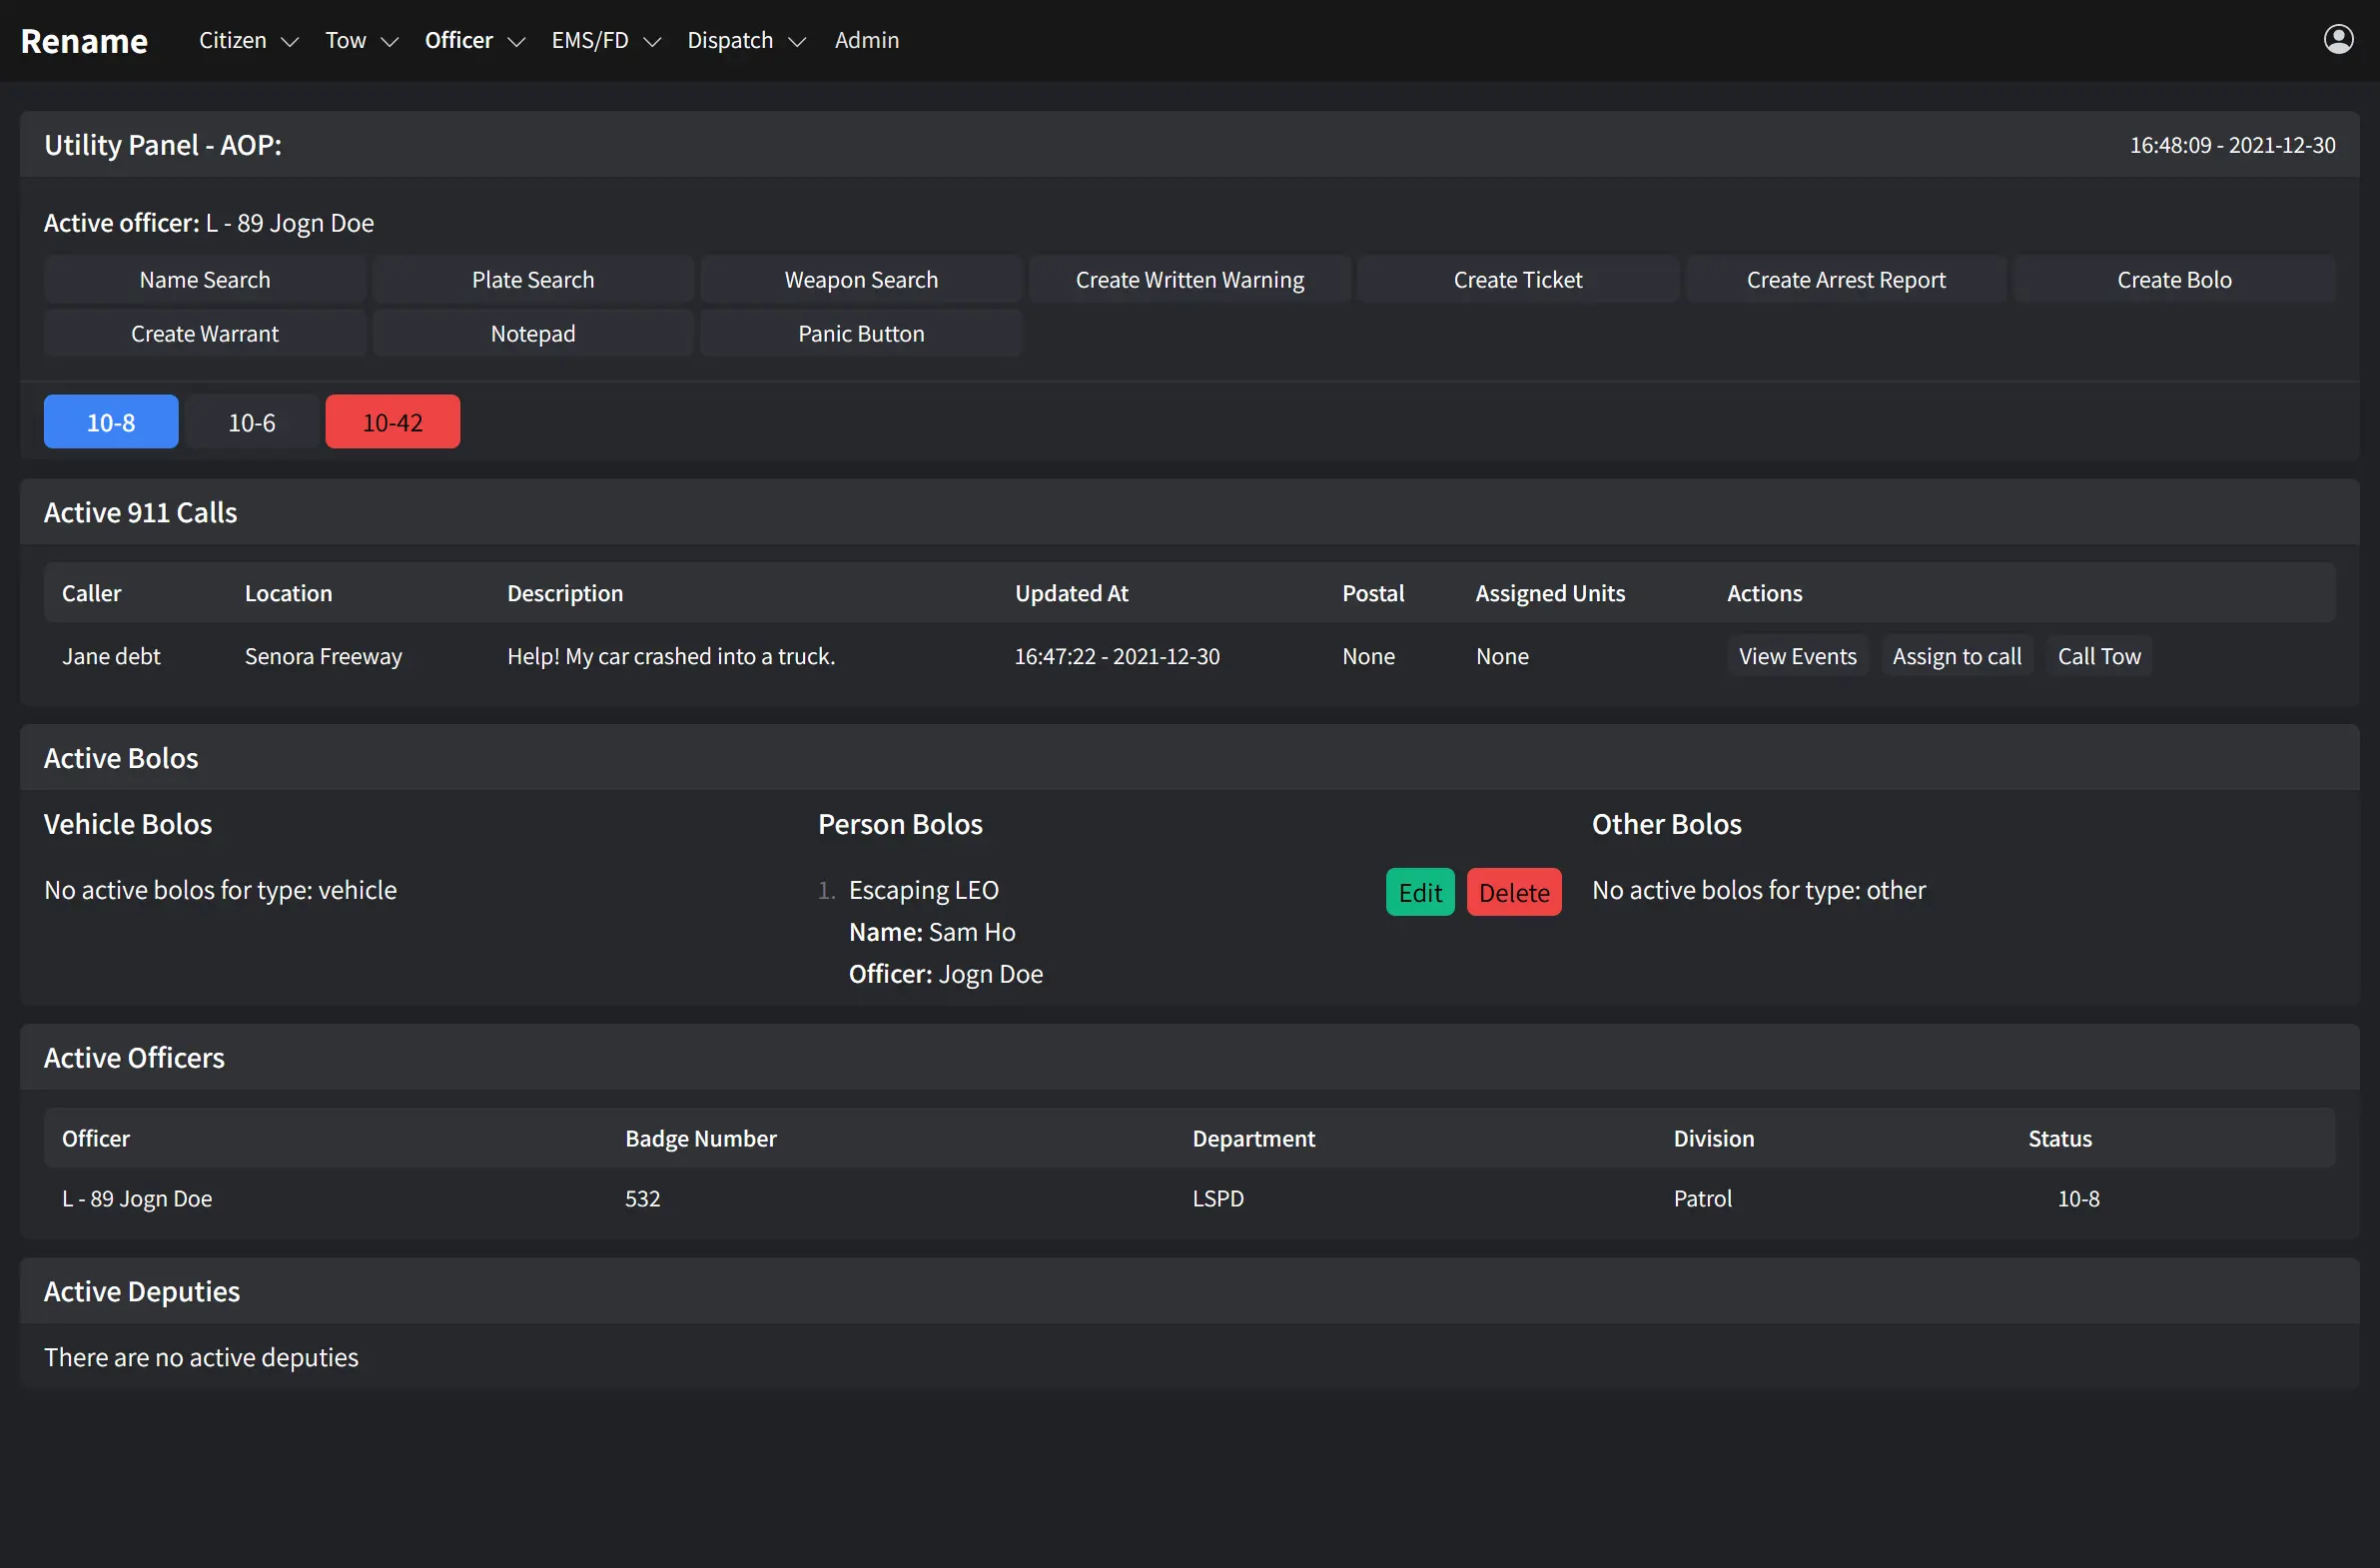 Rename Citizen Tow Officer EMS/FD Dispatch Admin
Utility Panel - AOP: 16:48:09 - 2021-12-30
Active officer: L - 89 Jogn Doe
Name Search Plate Search Weapon Search Create Written Warning Create Ticket Create Arrest Report Create Bolo
Create Warrant Notepad Panic Button
10-8 10-6 10-42
Active 911 Calls
Caller Location Description Updated At Postal Assigned Units Actions
Jane debt Senora Freeway Help! My car crashed into a truck. 16:47:22 - 2021-12-30 None None View Events Assign to call Call Tow
Active Bolos
Vehicle Bolos
No active bolos for type: vehicle
Person Bolos
1. Escaping LEO Edit Delete
Name: Sam Ho
Officer: Jogn Doe
Other Bolos
No active bolos for type: other
Active Officers
Officer Badge Number Department Division Status
L - 89 Jogn Doe 532 LSPD Patrol 10-8
Active Deputies
There are no active deputies